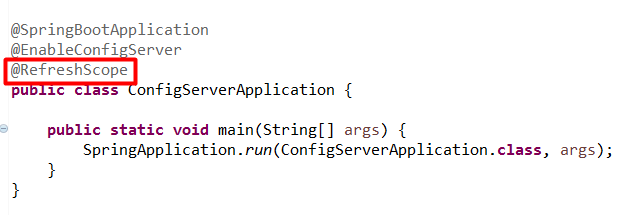 @SpringBootApplication
@EnableConfigServer
@RefreshScope
public class ConfigServerApplication {
public static void main(String[] args) {
SpringApplication.run(ConfigServerApplication.class, args);
}
}